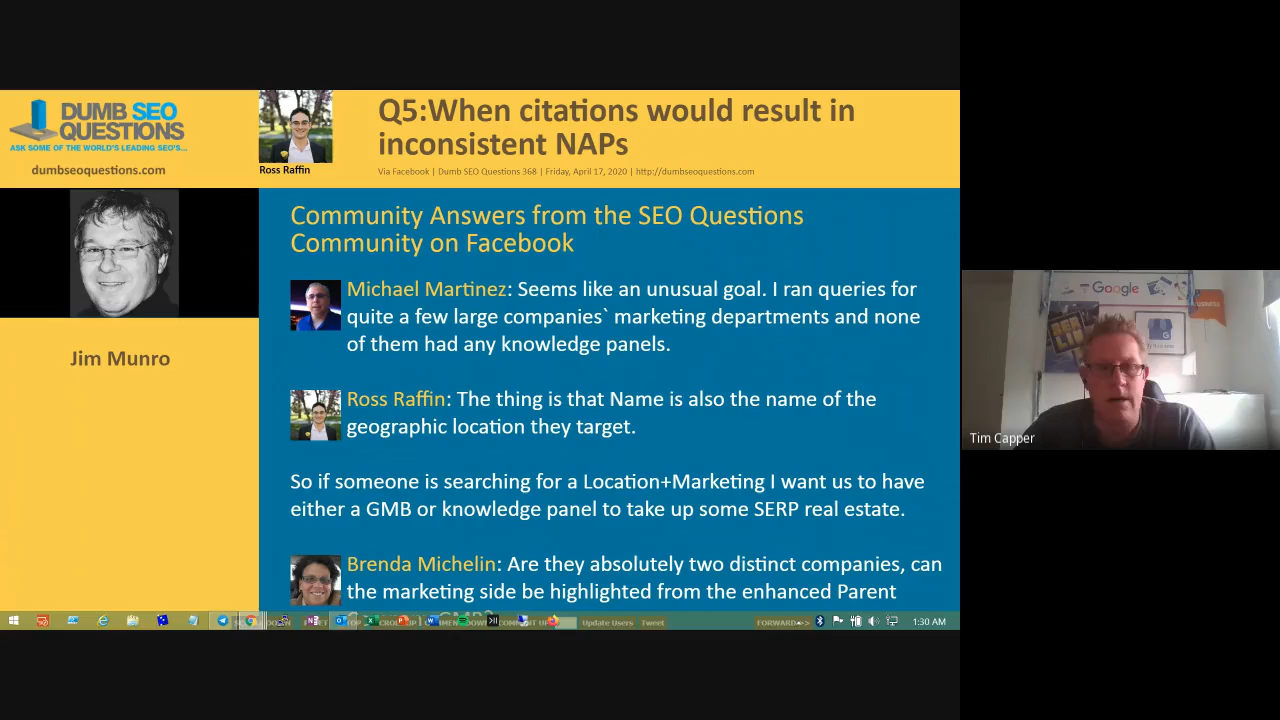 DUMB SEO
QUESTIONS
ASK SOME OF THE WORLD'S LEADING SEO'S...
dumbseoquestions.com
Ross Raffin
Q5:When citations would result in
inconsistent NAPs
Via Facebook | Dumb SEO Questions 368 | Friday, April 17, 2020 | http://dumbseoquestions.com
Jim Munro
Community Answers from the SEO Questions
Community on Facebook
Michael Martinez: Seems like an unusual goal. I ran queries for
quite a few large companies` marketing departments and none
of them had any knowledge panels.
Ross Raffin: The thing is that Name is also the name of the
geographic location they target.
So if someone is searching for a Location+Marketing I want us to have
either a GMB or knowledge panel to take up some SERP real estate.
Brenda Michelin: Are they absolutely two distinct companies, can
the marketing side be highlighted from the enhanced Parent
Update Users Tweet
FORWARD
1:30 AM
Google
Tim Capper